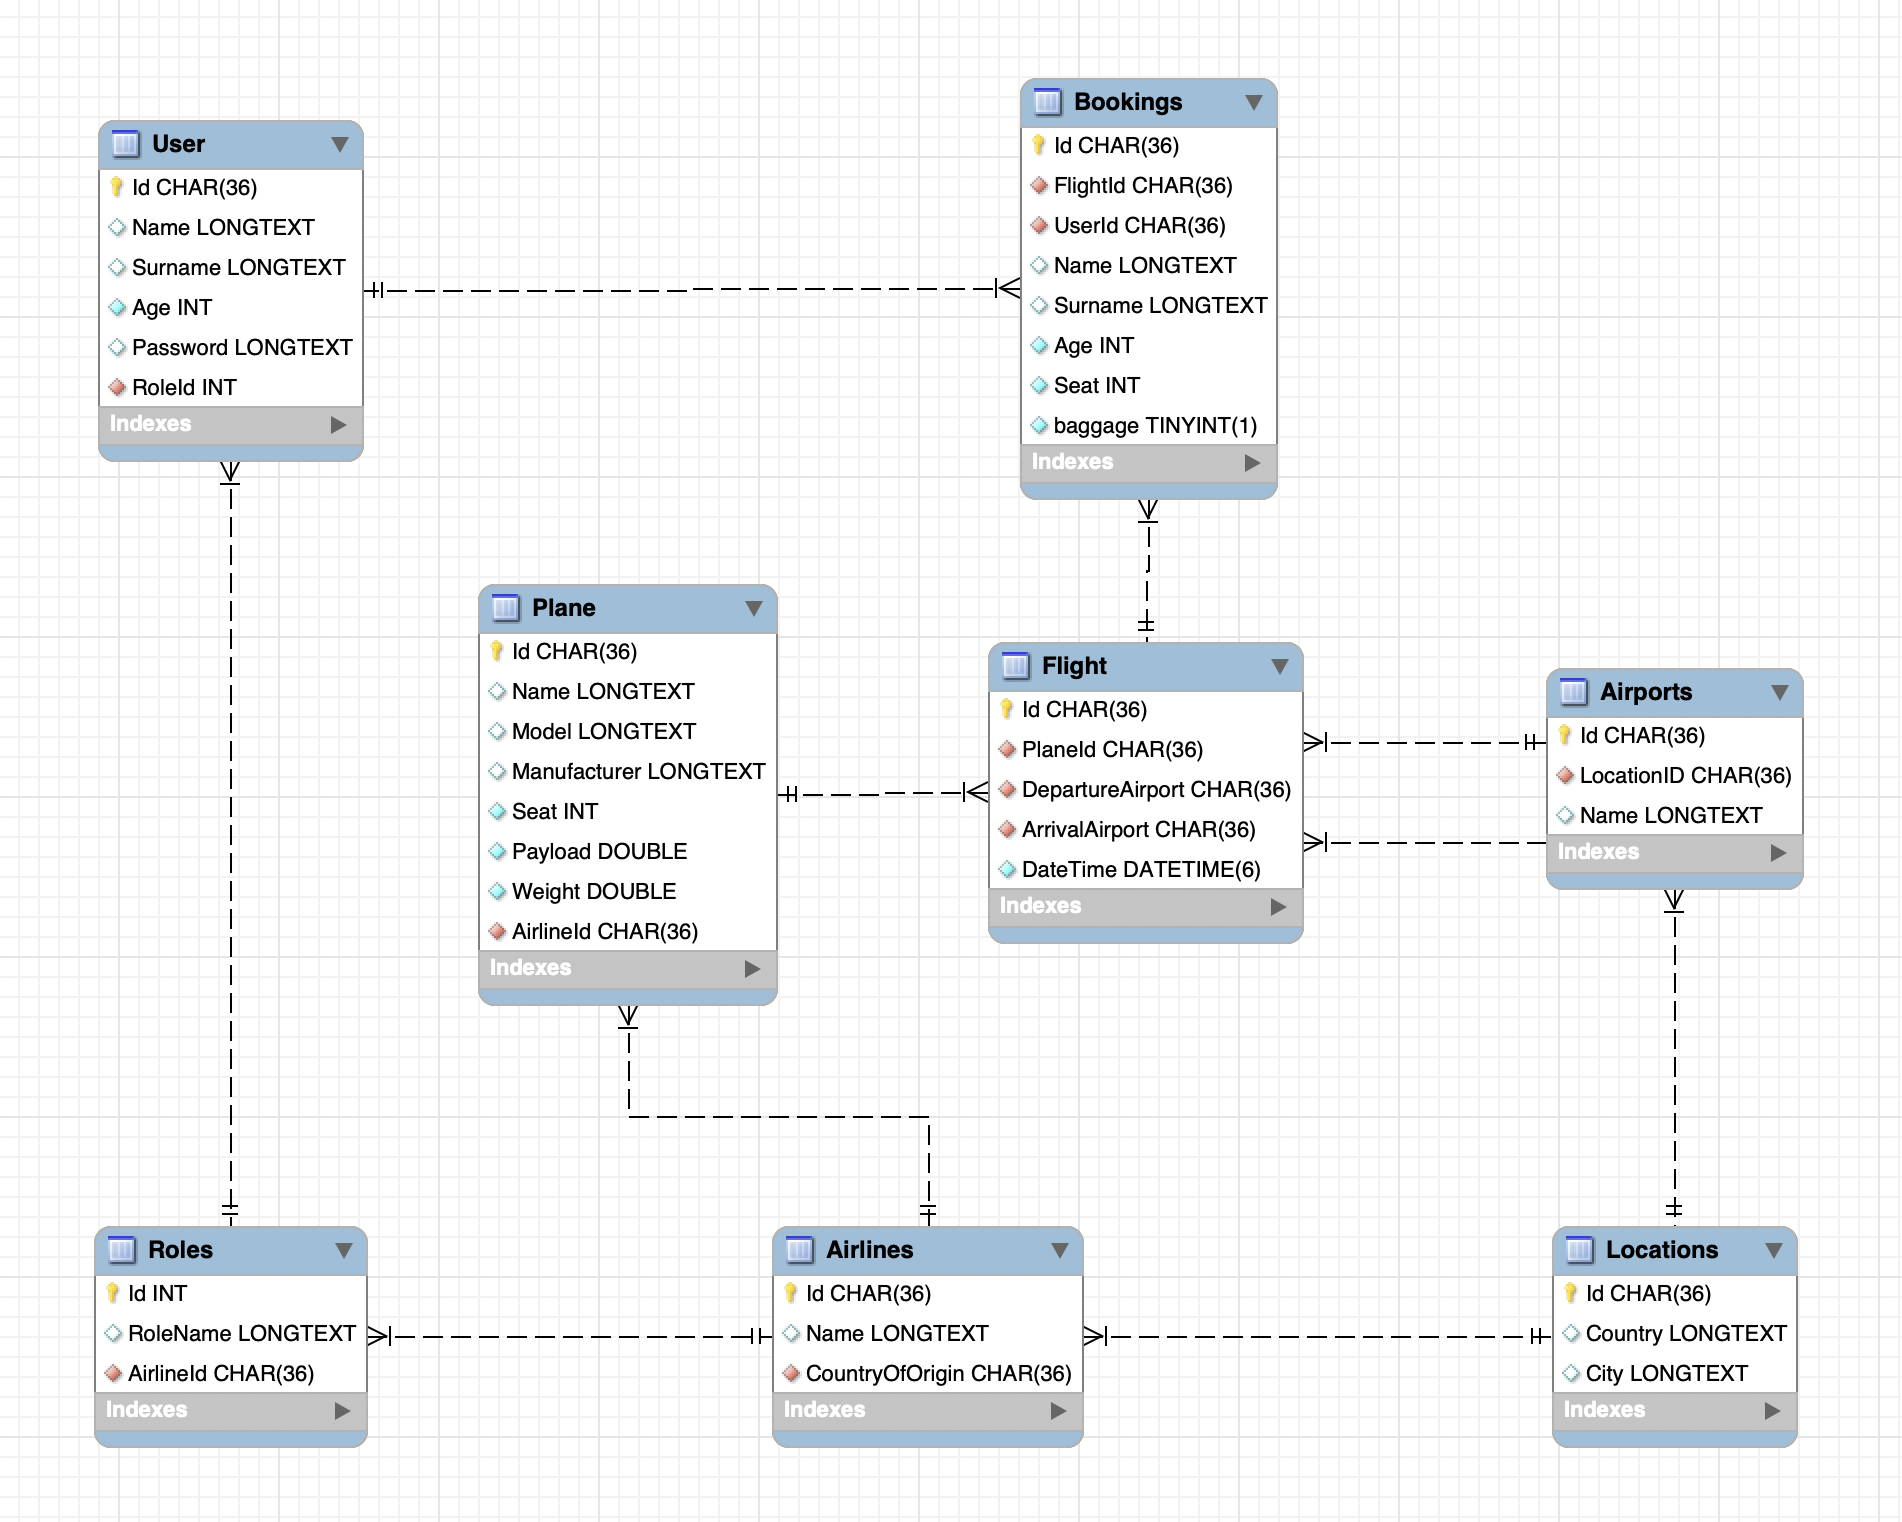 User
Id CHAR(36)
Name LONGTEXT
Surname LONGTEXT
Age INT
Password LONGTEXT
RoleId INT
Indexes
Bookings
Id CHAR(36)
FlightId CHAR(36)
UserId CHAR(36)
Name LONGTEXT
Surname LONGTEXT
Age INT
Seat INT
baggage TINYINT(1)
Indexes
Plane
Id CHAR(36)
Name LONGTEXT
Model LONGTEXT
Manufacturer LONGTEXT
Seat INT
Payload DOUBLE
Weight DOUBLE
AirlineId CHAR(36)
Indexes
Flight
Id CHAR(36)
PlaneId CHAR(36)
DepartureAirport CHAR(36)
ArrivalAirport CHAR(36)
DateTime DATETIME(6)
Indexes
Airports
Id CHAR(36)
LocationID CHAR(36)
Name LONGTEXT
Indexes
Roles
Id INT
RoleName LONGTEXT
AirlineId CHAR(36)
Indexes
Airlines
Id CHAR(36)
Name LONGTEXT
CountryOfOrigin CHAR(36)
Indexes
Locations
Id CHAR(36)
Country LONGTEXT
City LONGTEXT
Indexes